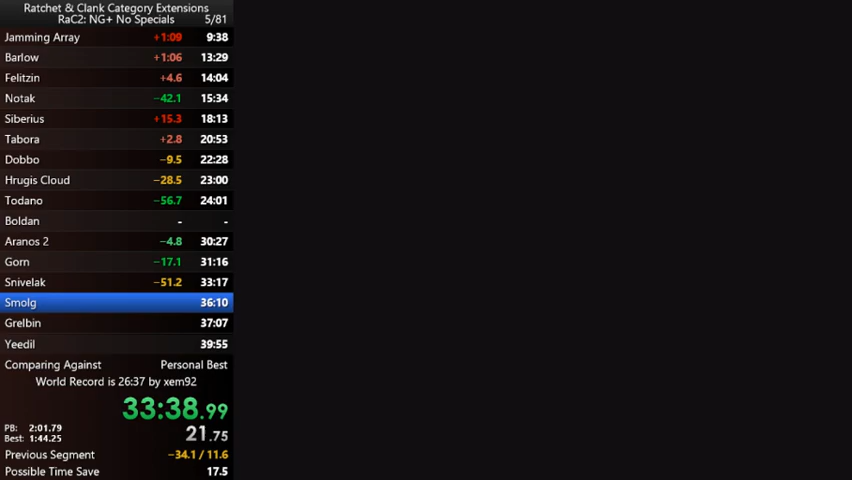 Ratchet & Clank Category Extensions
RaC2: NG+ No Specials 5/81
Jamming Array +1:09 9:38
Barlow +1:06 13:29
Felitzin +4.6 14:04
Notak −42.1 15:34
Siberius +15.3 18:13
Tabora +2.8 20:53
Dobbo −9.5 22:28
Hrugis Cloud −28.5 23:00
Todano −56.7 24:01
Boldan - -
Aranos 2 −4.8 30:27
Gorn −17.1 31:16
Snivelak −51.2 33:17
Smolg 36:10
Grelbin 37:07
Yeedil 39:55
Comparing Against Personal Best
World Record is 26:37 by xem92
33:38.99
PB: 2:01.79
Best: 1:44.25
21.75
Previous Segment −34.1 / 11.6
Possible Time Save 17.5